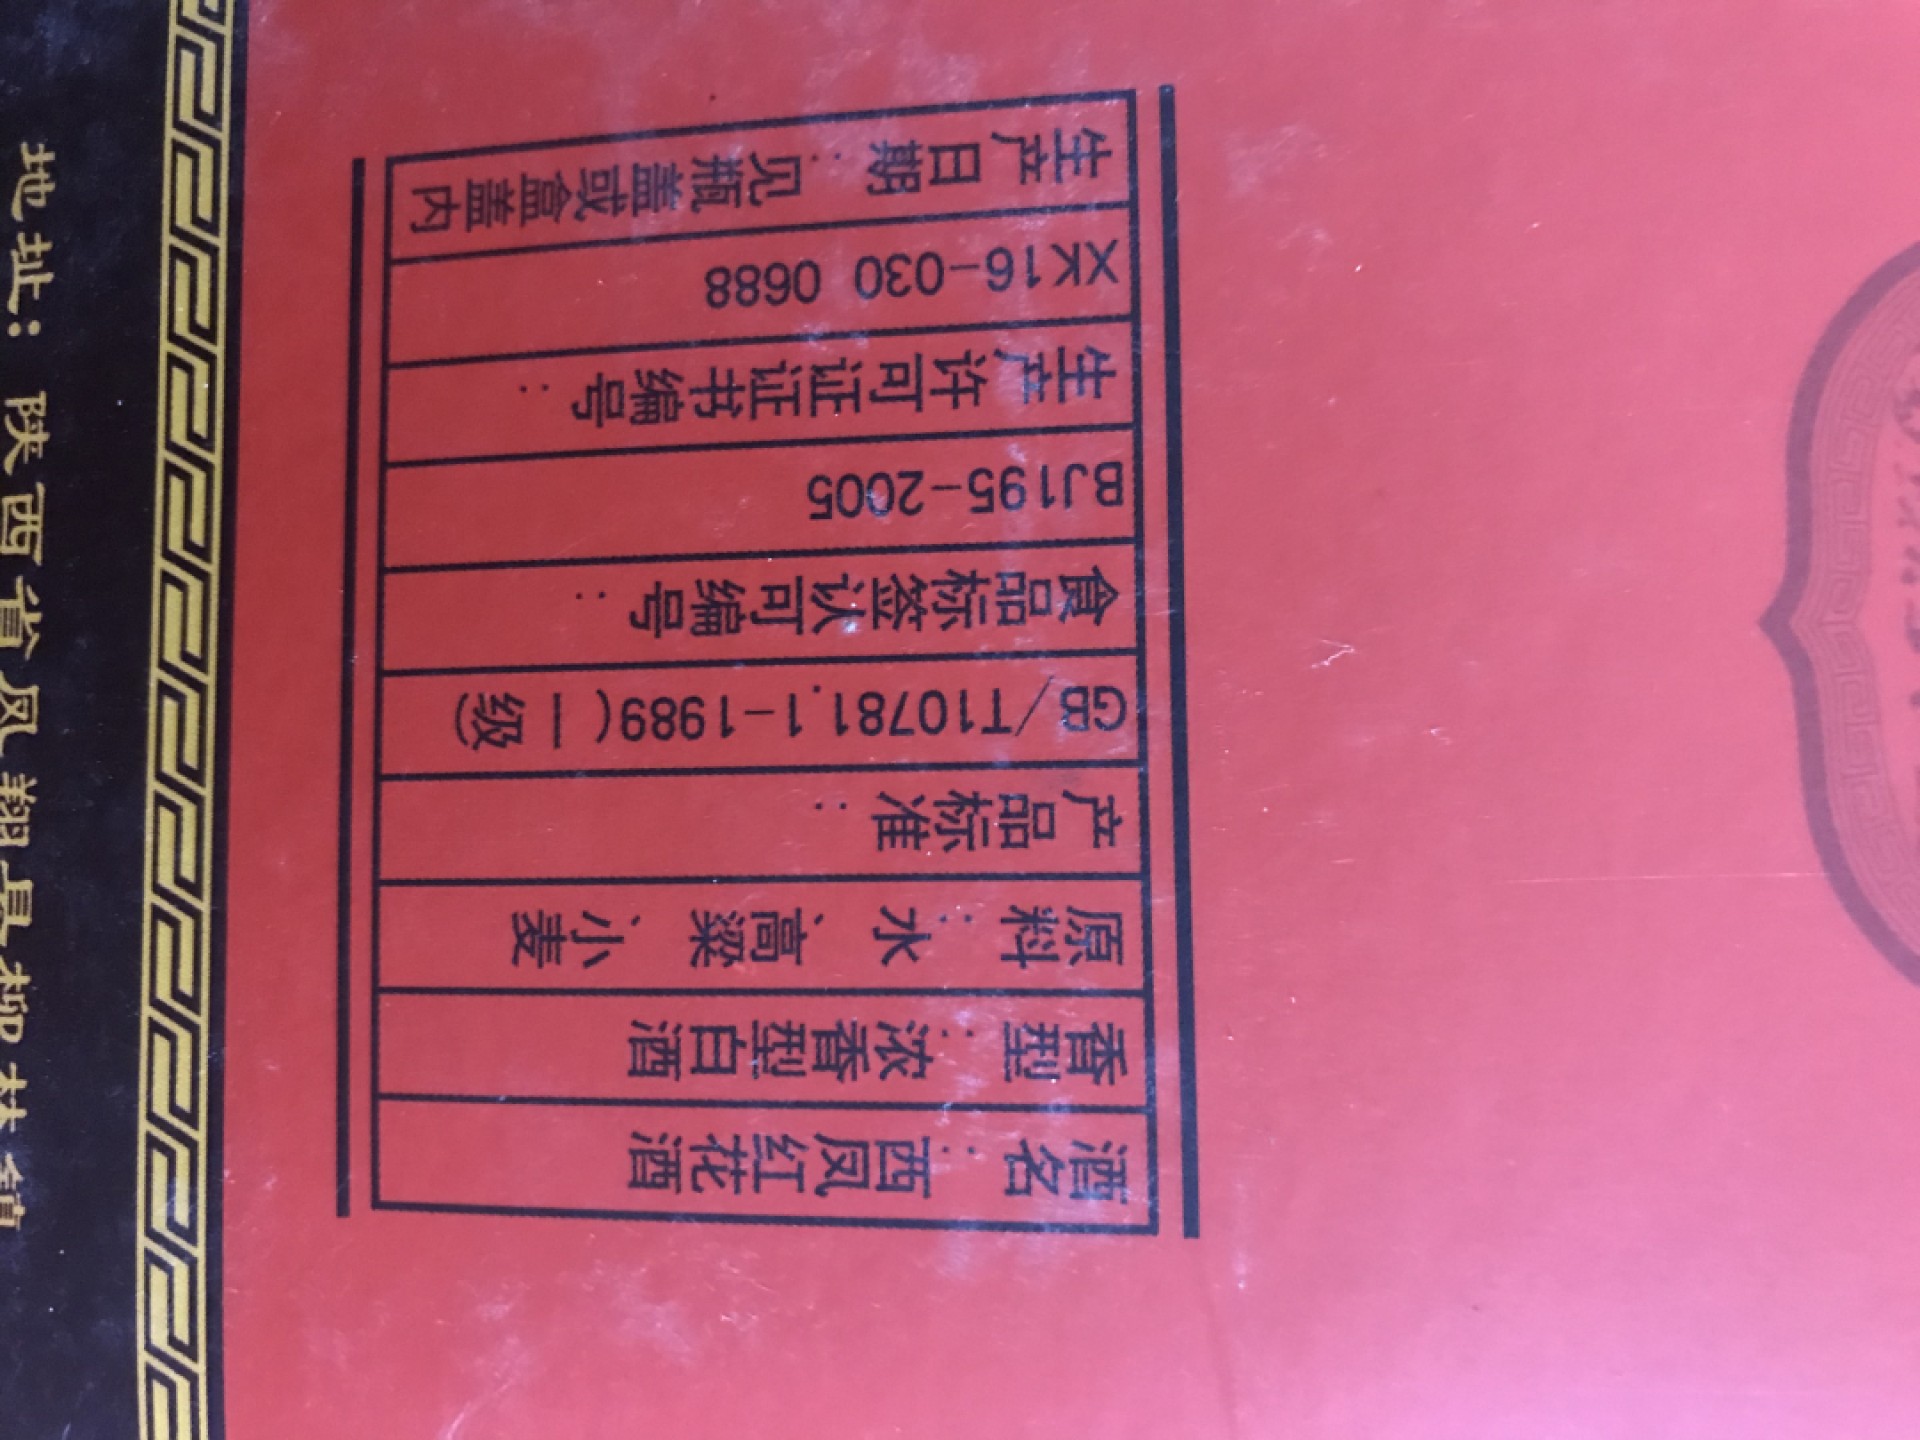 酒名：西凤红花酒
香型：浓香型白酒
原料：水、高粱、小麦
产品标准：
GB/T10781.1-1989(一级)
食品标签认可编号：
BJ195-2005
生产许可证证书编号：
XK16-030 0688
生产日期：见瓶盖或盒盖内
地址：陕西省凤翔县柳林镇